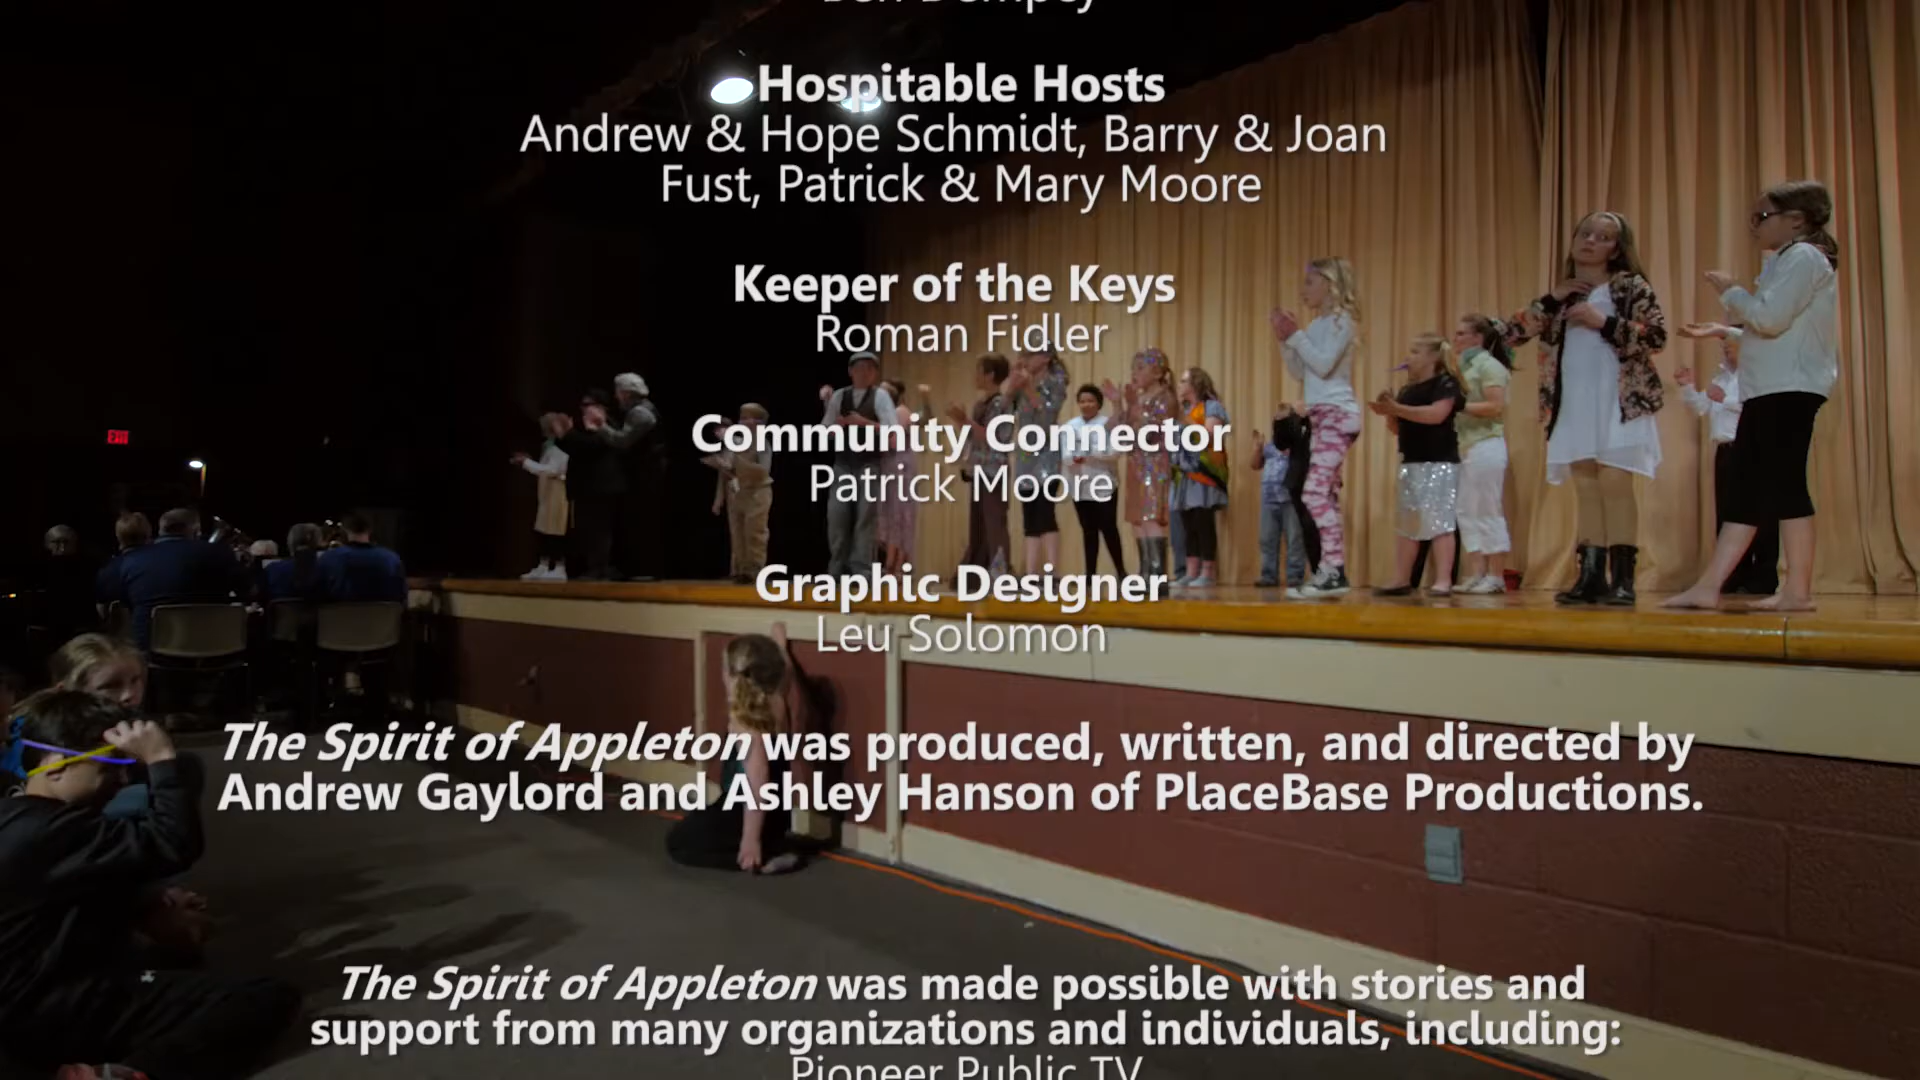 Ben Dempsey
Hospitable Hosts
Andrew & Hope Schmidt, Barry & Joan
Fust, Patrick & Mary Moore
Keeper of the Keys
Roman Fidler
Community Connector
Patrick Moore
EXIT
Graphic Designer
Leu Solomon
The Spirit of Appleton was produced, written, and directed by
Andrew Gaylord and Ashley Hanson of PlaceBase Productions.
The Spirit of Appleton was made possible with stories and
support from many organizations and individuals, including:
Pioneer Public TV